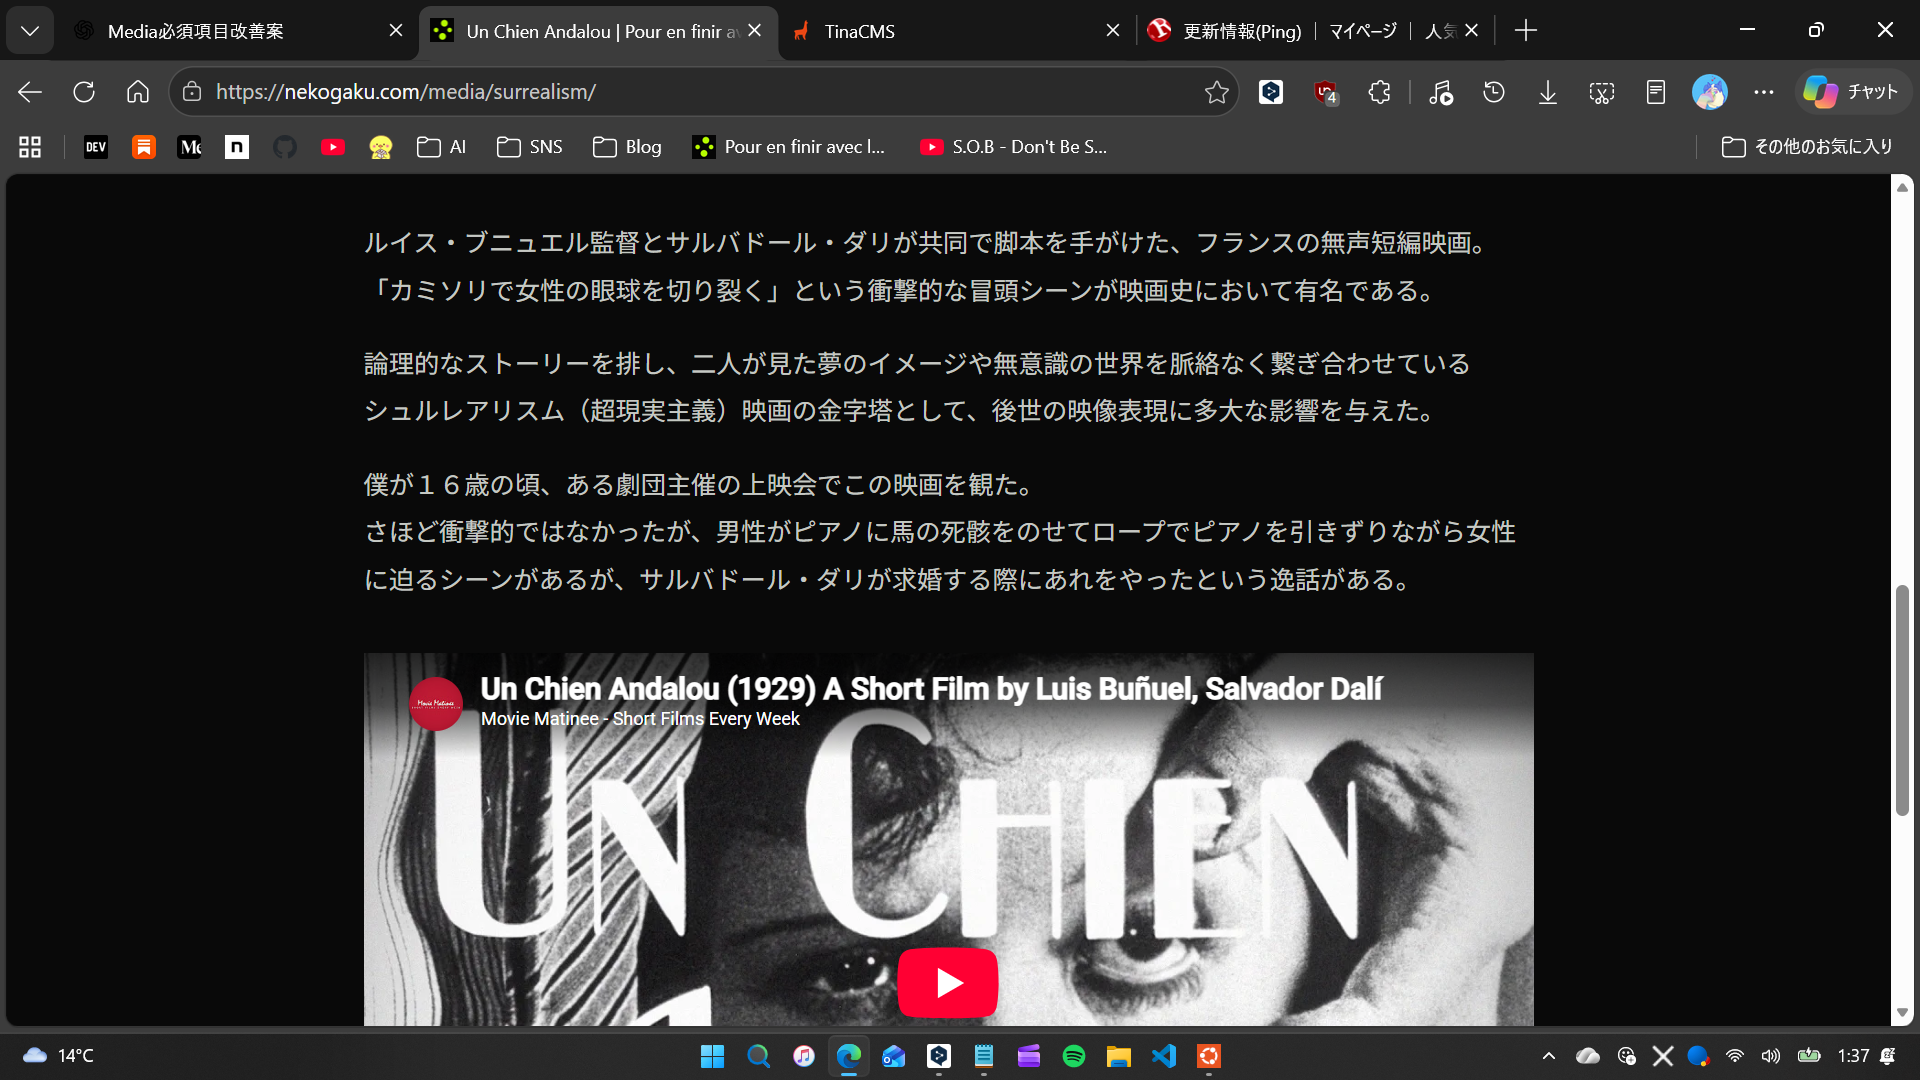 Media必須項目改善案
Un Chien Andalou | Pour en finir av
TinaCMS
更新情報(Ping) | マイページ | 人気
https://nekogaku.com/media/surrealism/
4
チャット
DEV
n
AI
SNS
Blog
Pour en finir avec l...
S.O.B - Don't Be S...
その他のお気に入り
ルイス・ブニュエル監督とサルバドール・ダリが共同で脚本を手がけた、フランスの無声短編映画。
「カミソリで女性の眼球を切り裂く」という衝撃的な冒頭シーンが映画史において有名である。
論理的なストーリーを排し、二人が見た夢のイメージや無意識の世界を脈絡なく繋ぎ合わせている
シュルレアリスム（超現実主義）映画の金字塔として、後世の映像表現に多大な影響を与えた。
僕が１６歳の頃、ある劇団主催の上映会でこの映画を観た。
さほど衝撃的ではなかったが、男性がピアノに馬の死骸をのせてロープでピアノを引きずりながら女性
に迫るシーンがあるが、サルバドール・ダリが求婚する際にあれをやったという逸話がある。
Un Chien Andalou (1929) A Short Film by Luis Buñuel, Salvador Dalí
Movie Matinee - Short Films Every Week
UN CHIEN
14°C
1:37